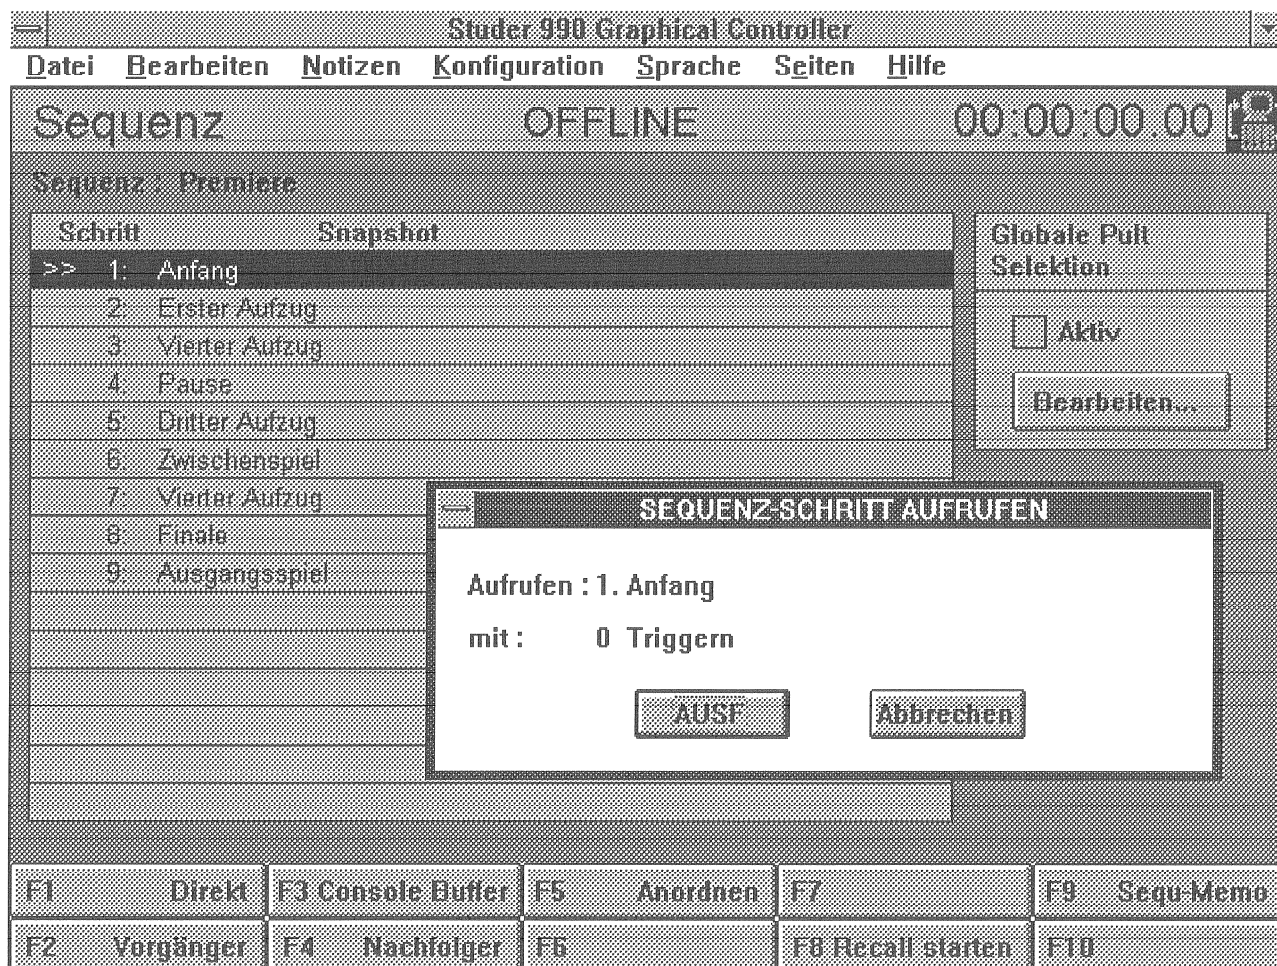 Studer 990 Graphical Controller
Datei Bearbeiten Notizen Konfiguration Sprache Seiten Hilfe
Sequenz OFFLINE 00:00:00.00
Sequenz : Premiere
Schritt Snapshot
>> 1: Anfang
2: Erster Aufzug
3: Vierter Aufzug
4: Pause
5: Dritter Aufzug
6: Zwischenspiel
7: Vierter Aufzug
8: Finale
9: Ausgangsspiel
Globale Pult
Selektion
Aktiv
Bearbeiten...
SEQUENZ-SCHRITT AUFRUFEN
Aufrufen : 1. Anfang
mit : 0 Triggern
AUSF Abbrechen
F1 Direkt F3 Console Buffer F5 Anordnen F7 F9 Sequ-Memo
F2 Vorgänger F4 Nachfolger F6 F8 Recall starten F10